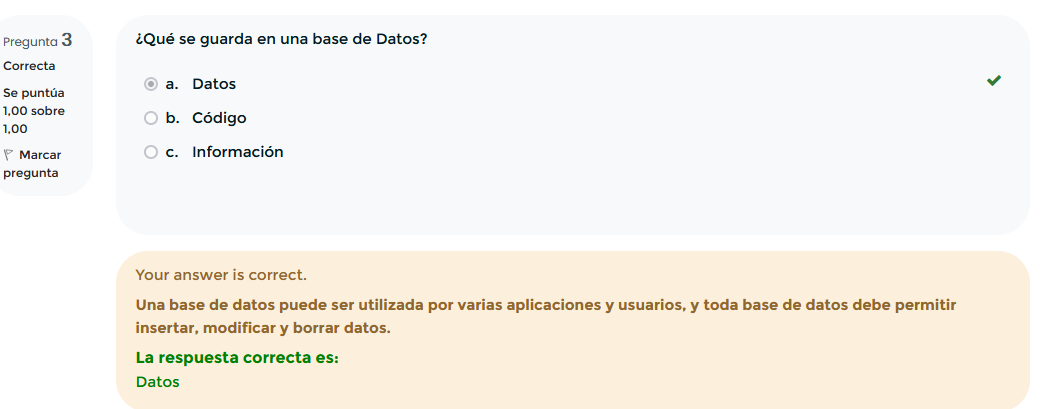 Pregunta 3
Correcta
Se puntúa
1,00 sobre
1,00
Marcar
pregunta
¿Qué se guarda en una base de Datos?
a. Datos
b. Código
c. Información
Your answer is correct.
Una base de datos puede ser utilizada por varias aplicaciones y usuarios, y toda base de datos debe permitir
insertar, modificar y borrar datos.
La respuesta correcta es:
Datos